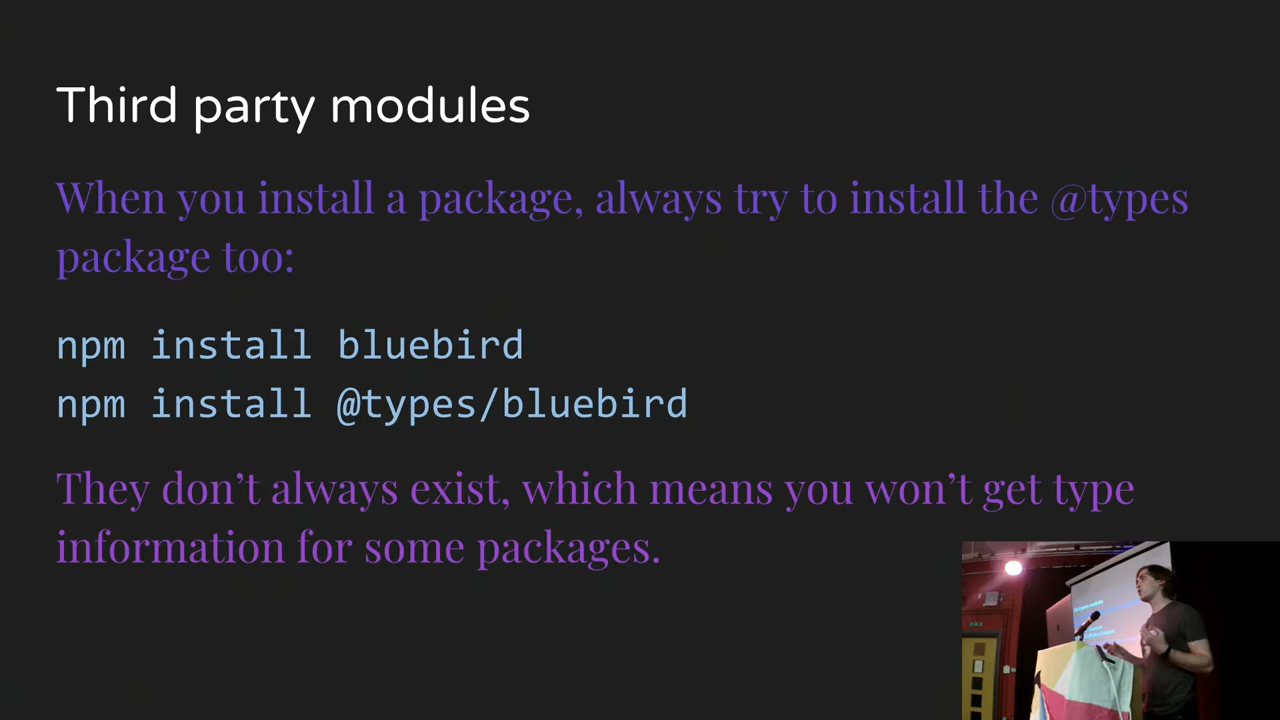 Third party modules
When you install a package, always try to install the @types
package too:
npm install bluebird
npm install @types/bluebird
They don’t always exist, which means you won’t get type
information for some packages.